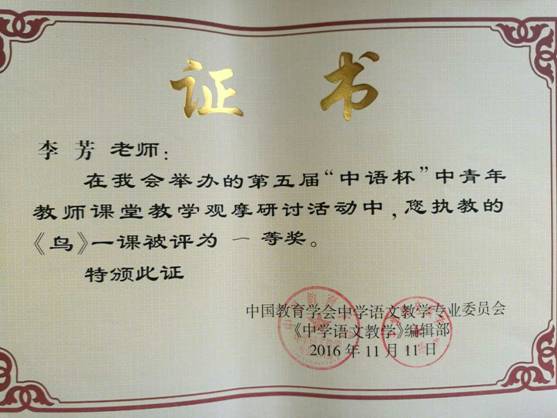 证书
李芳 老师：
在我会举办的第五届“中语杯”中青年
教师课堂教学观摩研讨活动中，您执教的
《鸟》一课被评为 一 等奖。
特颁此证
中国教育学会中学语文教学专业委员会
《中学语文教学》编辑部
2016年11月11日